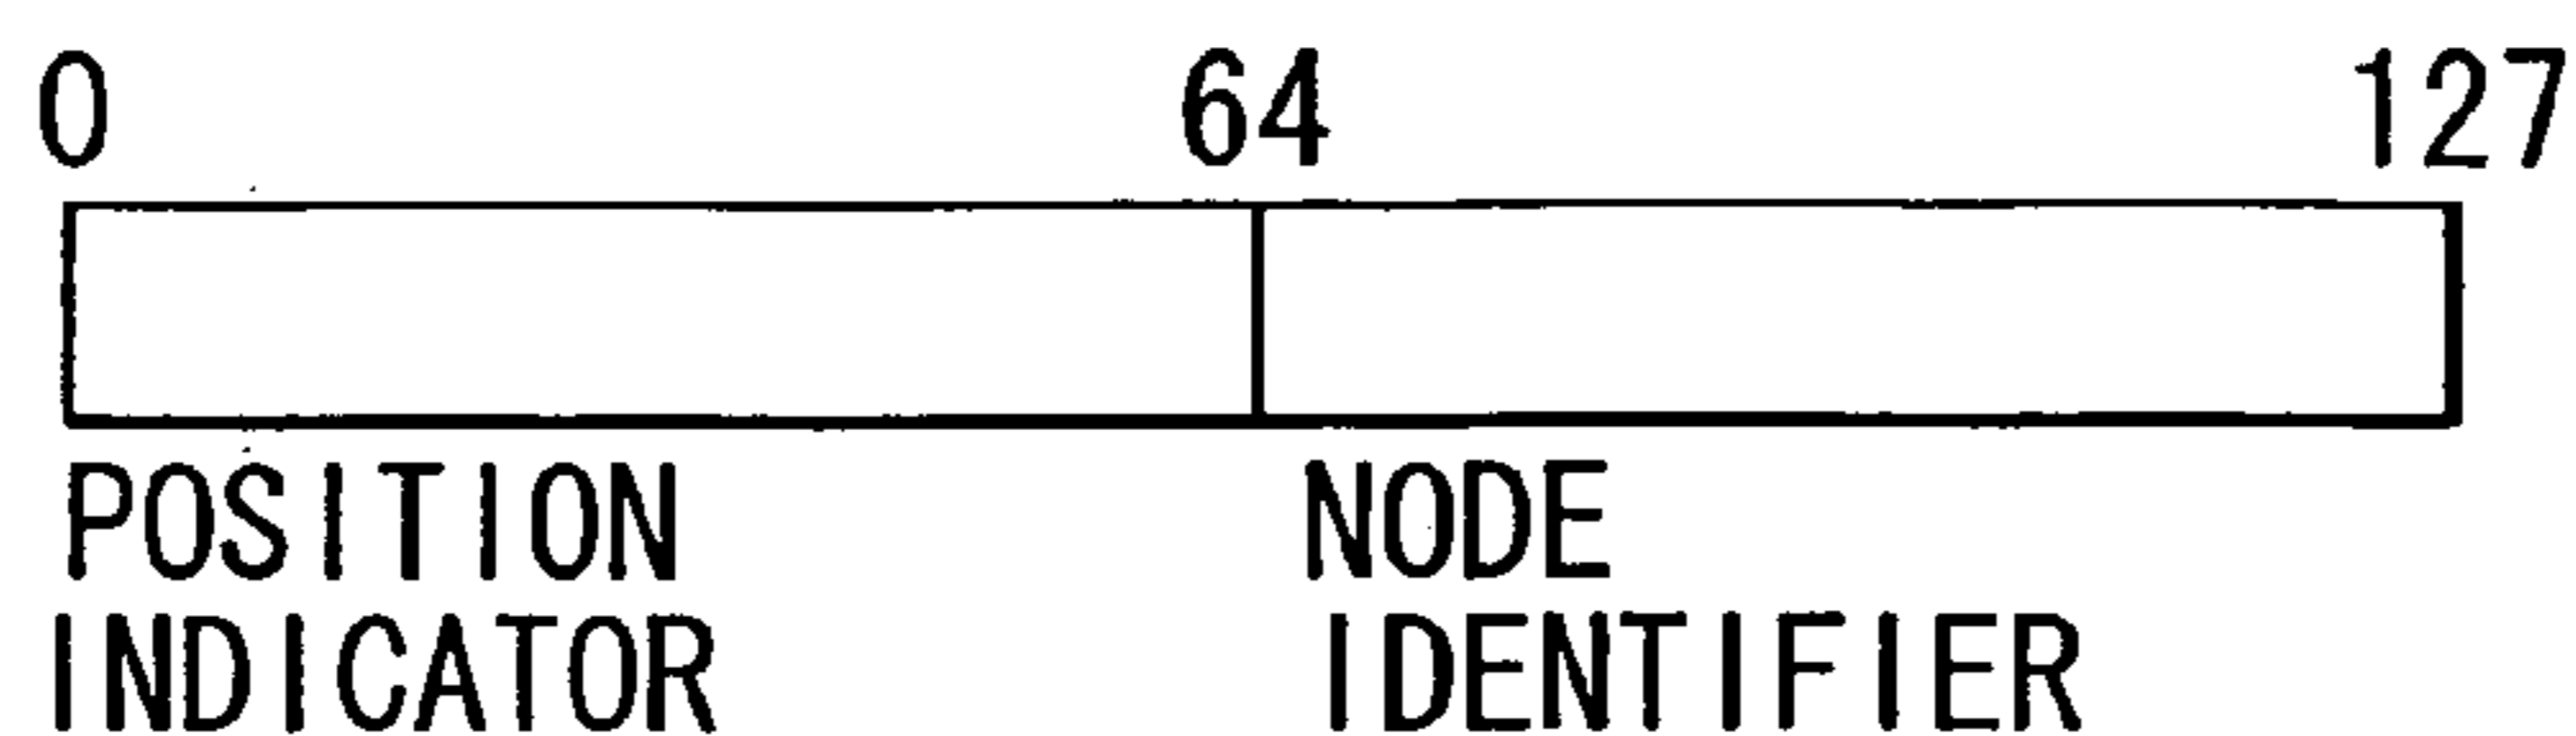 0 64 127
POSITION NODE
INDICATOR IDENTIFIER